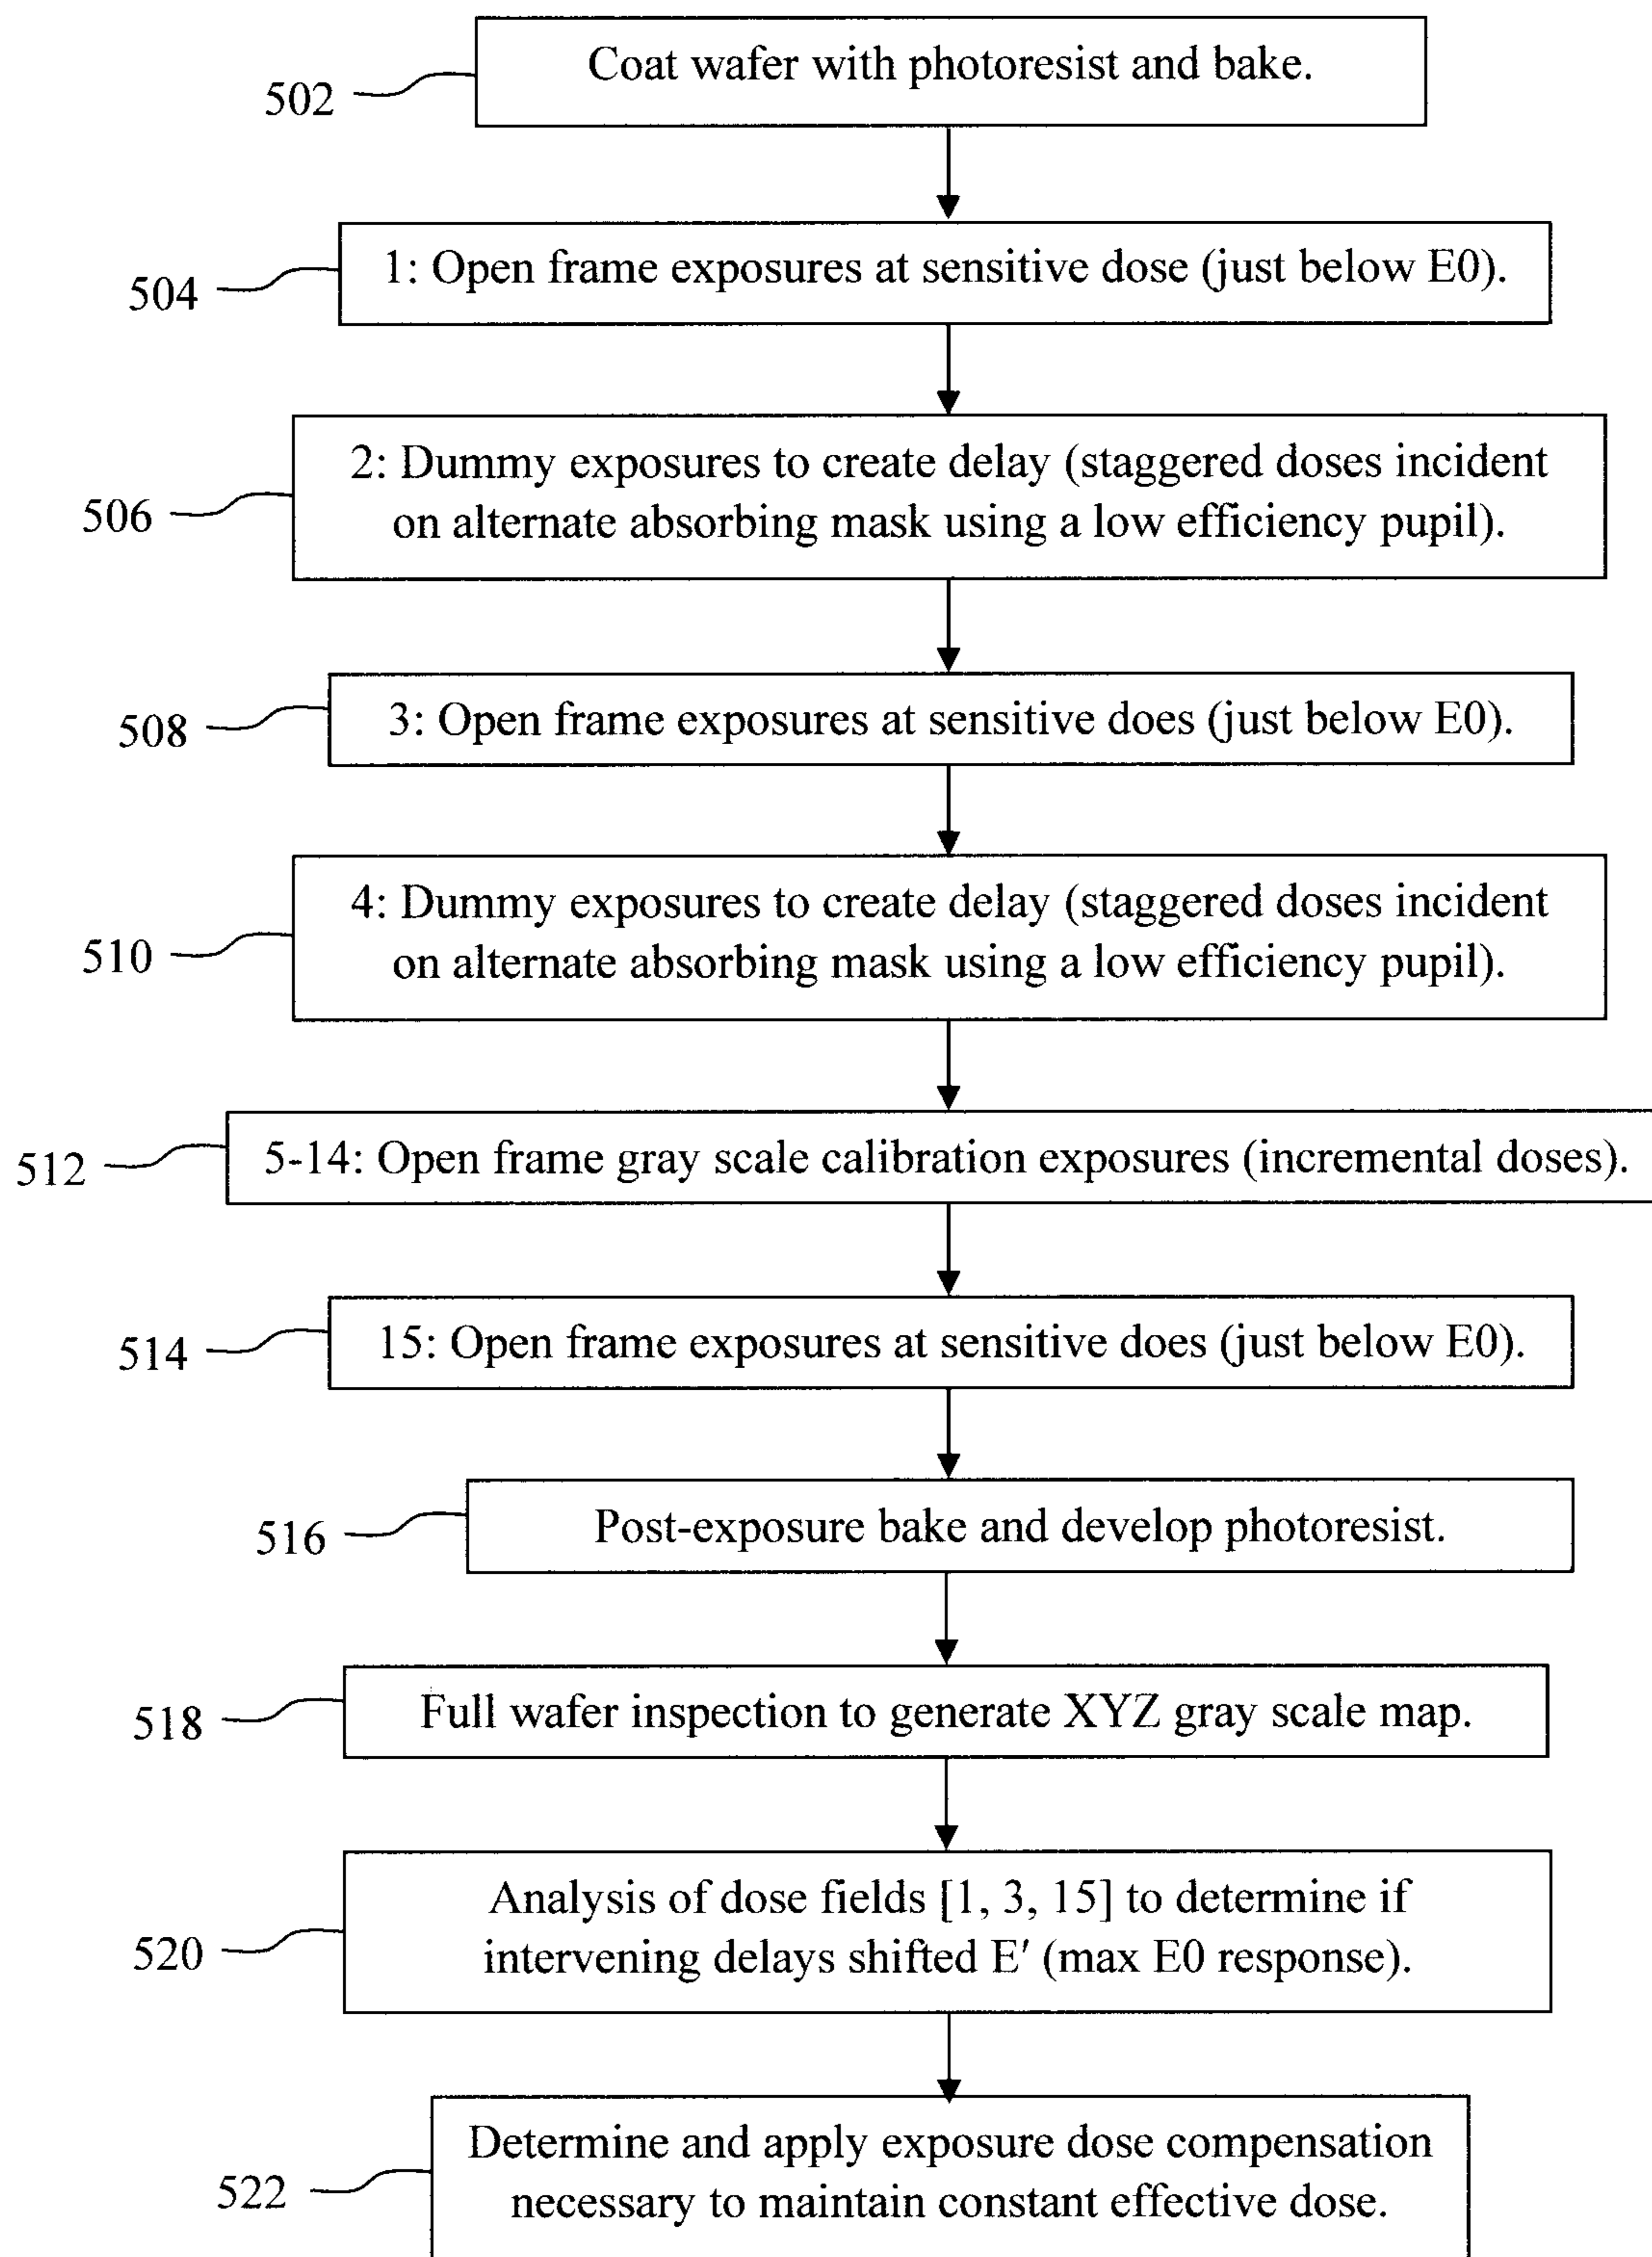 Coat wafer with photoresist and bake.
502
1: Open frame exposures at sensitive dose (just below E0).
504
2: Dummy exposures to create delay (staggered doses incident
on alternate absorbing mask using a low efficiency pupil).
506
3: Open frame exposures at sensitive does (just below E0).
508
4: Dummy exposures to create delay (staggered doses incident
on alternate absorbing mask using a low efficiency pupil).
510
5-14: Open frame gray scale calibration exposures (incremental doses).
512
15: Open frame exposures at sensitive does (just below E0).
514
Post-exposure bake and develop photoresist.
516
Full wafer inspection to generate XYZ gray scale map.
518
Analysis of dose fields [1, 3, 15] to determine if
intervening delays shifted E′ (max E0 response).
520
Determine and apply exposure dose compensation
necessary to maintain constant effective dose.
522